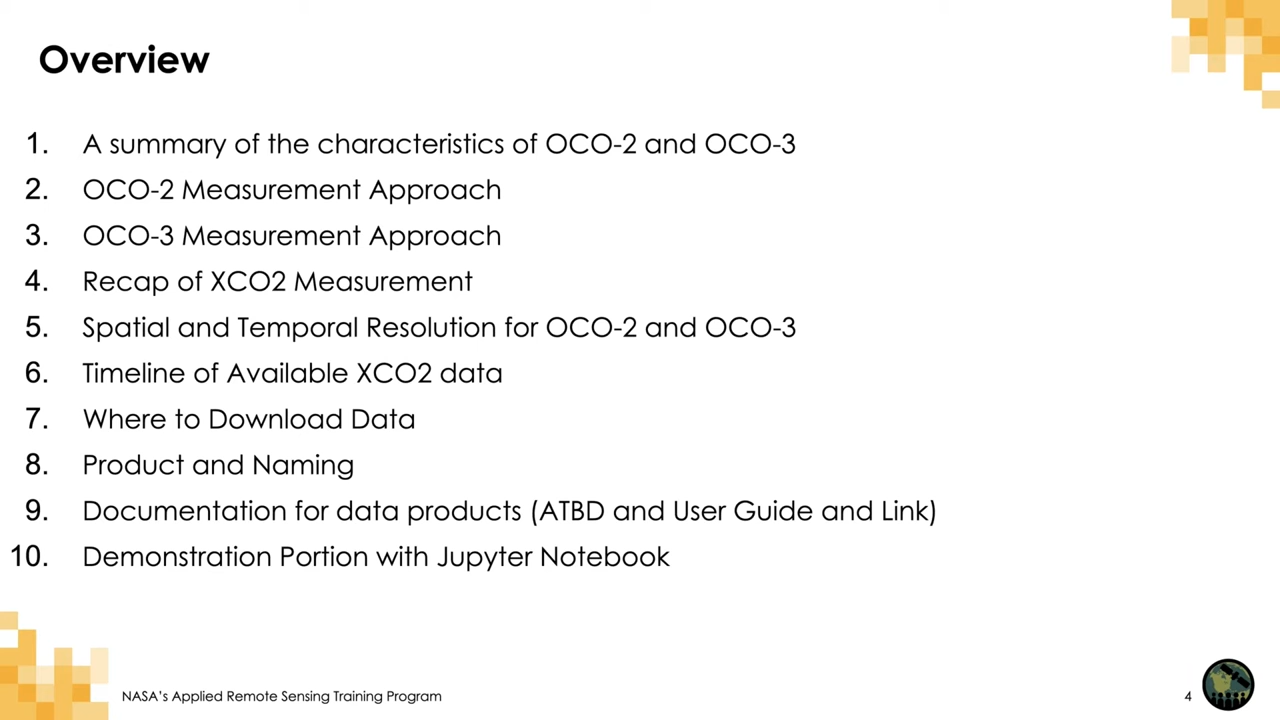 Overview
1. A summary of the characteristics of OCO-2 and OCO-3
2. OCO-2 Measurement Approach
3. OCO-3 Measurement Approach
4. Recap of XCO2 Measurement
5. Spatial and Temporal Resolution for OCO-2 and OCO-3
6. Timeline of Available XCO2 data
7. Where to Download Data
8. Product and Naming
9. Documentation for data products (ATBD and User Guide and Link)
10. Demonstration Portion with Jupyter Notebook
NASA's Applied Remote Sensing Training Program
4